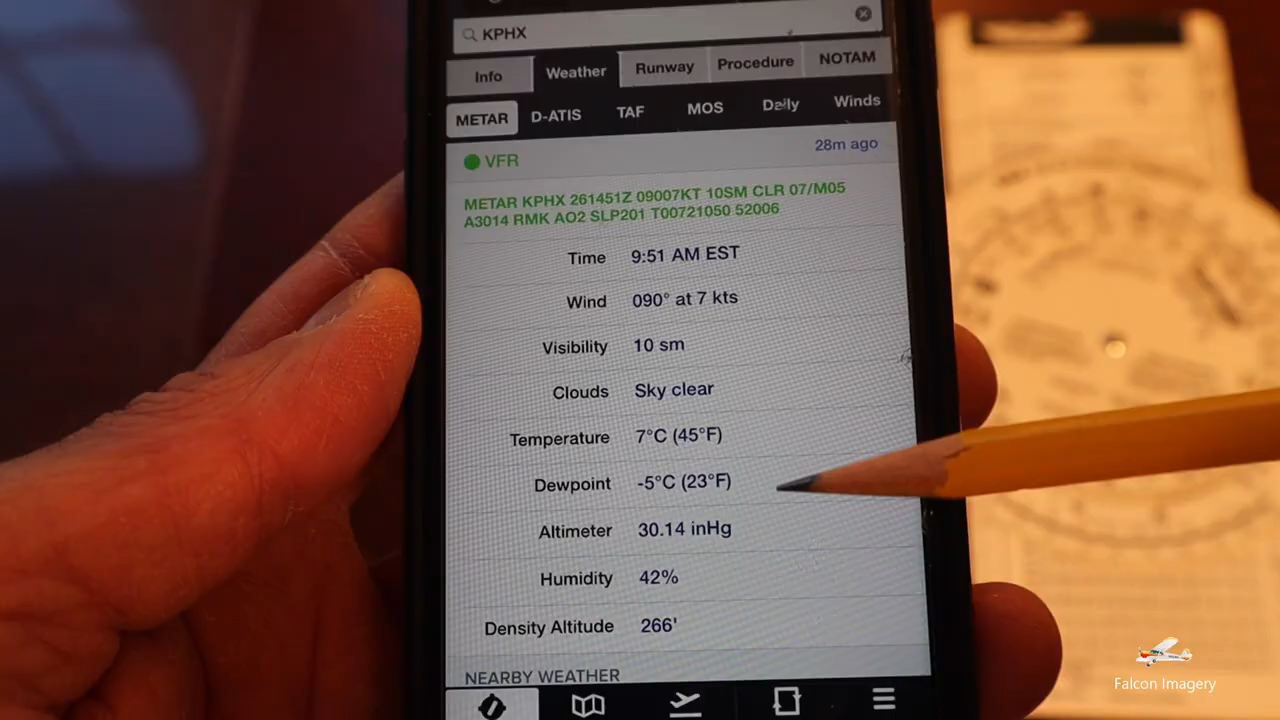 KPHX
Info Weather Runway Procedure NOTAM
METAR D-ATIS TAF MOS Daily Winds
VFR 28m ago
METAR KPHX 261451Z 09007KT 10SM CLR 07/M05
A3014 RMK AO2 SLP201 T00721050 52006
Time 9:51 AM EST
Wind 090° at 7 kts
Visibility 10 sm
Clouds Sky clear
Temperature 7°C (45°F)
Dewpoint -5°C (23°F)
Altimeter 30.14 inHg
Humidity 42%
Density Altitude 266'
NEARBY WEATHER
Falcon Imagery